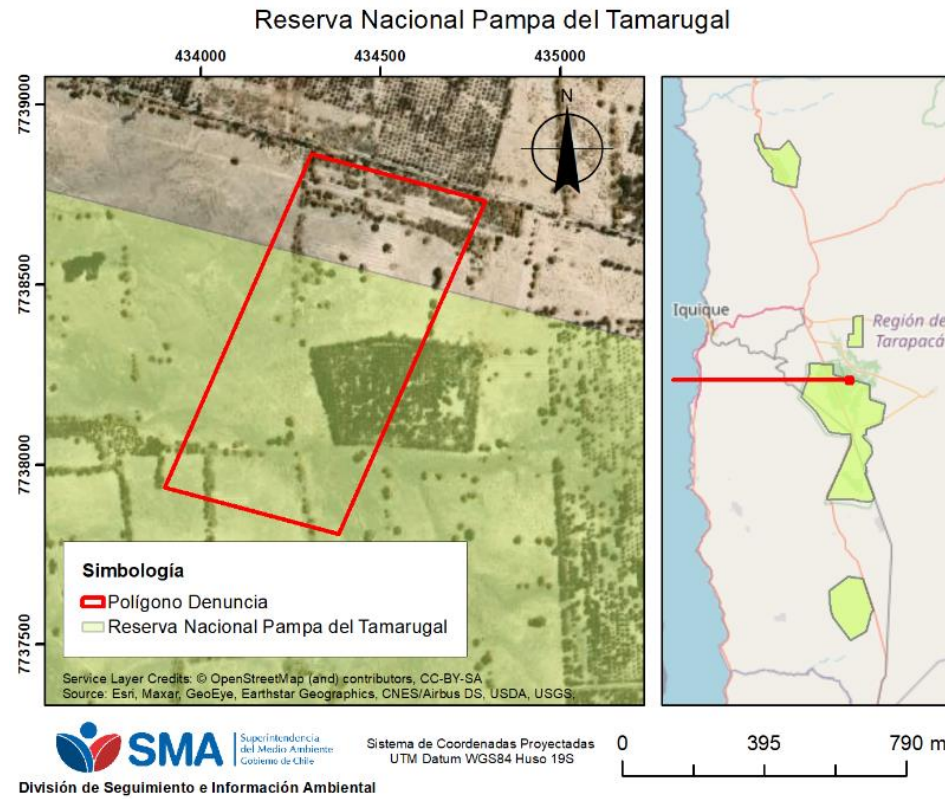 Reserva Nacional Pampa del Tamarugal
434000
434500
435000
7739000
7738500
7738000
7737500
N
Simbología
Polígono Denuncia
Reserva Nacional Pampa del Tamarugal
Service Layer Credits: © OpenStreetMap (and) contributors, CC-BY-SA
Source: Esri, Maxar, GeoEye, Earthstar Geographics, CNES/Airbus DS, USDA, USGS,
Iquique
Región de
Tarapacá
SMA
Superintendencia
del Medio Ambiente
Gobierno de Chile
División de Seguimiento e Información Ambiental
Sistema de Coordenadas Proyectadas
UTM Datum WGS84 Huso 19S
0
395
790 m